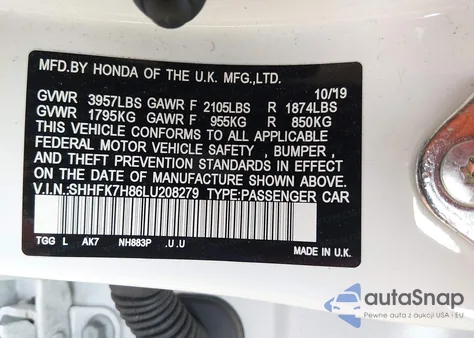 MFD.BY HONDA OF THE U.K. MFG.,LTD.
10/19
GVWR 3957LBS GAWR F 2105LBS R 1874LBS
GVWR 1795KG GAWR F 955KG R 850KG
THIS VEHICLE CONFORMS TO ALL APPLICABLE
FEDERAL MOTOR VEHICLE SAFETY , BUMPER ,
AND THEFT PREVENTION STANDARDS IN EFFECT
ON THE DATE OF MANUFACTURE SHOWN ABOVE.
V.I.N.:SHHFK7H86LU208279 TYPE:PASSENGER CAR
TGG L AK7 NH883P .U.U
MADE IN U.K.
autoSnap
Pewne auta z aukcji USA i EU